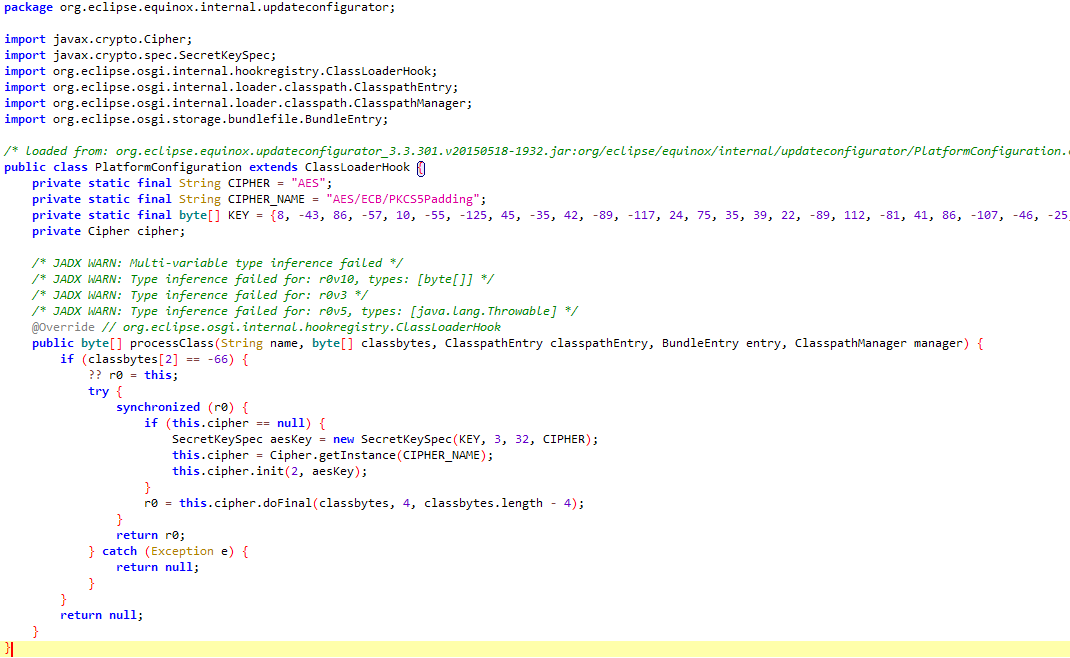 package org.eclipse.equinox.internal.updateconfigurator;
import javax.crypto.Cipher;
import javax.crypto.spec.SecretKeySpec;
import org.eclipse.osgi.internal.hookregistry.ClassLoaderHook;
import org.eclipse.osgi.internal.loader.classpath.ClasspathEntry;
import org.eclipse.osgi.internal.loader.classpath.ClasspathManager;
import org.eclipse.osgi.storage.bundlefile.BundleEntry;
/* loaded from: org.eclipse.equinox.updateconfigurator_3.3.301.v20150518-1932.jar:org/eclipse/equinox/internal/updateconfigurator/PlatformConfiguration.
public class PlatformConfiguration extends ClassLoaderHook {
    private static final String CIPHER = "AES";
    private static final String CIPHER_NAME = "AES/ECB/PKCS5Padding";
    private static final byte[] KEY = {8, -43, 86, -57, 10, -55, -125, 45, -35, 42, -89, -117, 24, 75, 35, 39, 22, -89, 112, -81, 41, 86, -107, -46, -25
    private Cipher cipher;
    /* JADX WARN: Multi-variable type inference failed */
    /* JADX WARN: Type inference failed for: r0v10, types: [byte[]] */
    /* JADX WARN: Type inference failed for: r0v3 */
    /* JADX WARN: Type inference failed for: r0v5, types: [java.lang.Throwable] */
    @Override // org.eclipse.osgi.internal.hookregistry.ClassLoaderHook
    public byte[] processClass(String name, byte[] classbytes, ClasspathEntry classpathEntry, BundleEntry entry, ClasspathManager manager) {
        if (classbytes[2] == -66) {
            ?? r0 = this;
            try {
                synchronized (r0) {
                    if (this.cipher == null) {
                        SecretKeySpec aesKey = new SecretKeySpec(KEY, 3, 32, CIPHER);
                        this.cipher = Cipher.getInstance(CIPHER_NAME);
                        this.cipher.init(2, aesKey);
                    }
                    r0 = this.cipher.doFinal(classbytes, 4, classbytes.length - 4);
                }
                return r0;
            } catch (Exception e) {
                return null;
            }
        }
        return null;
    }
}